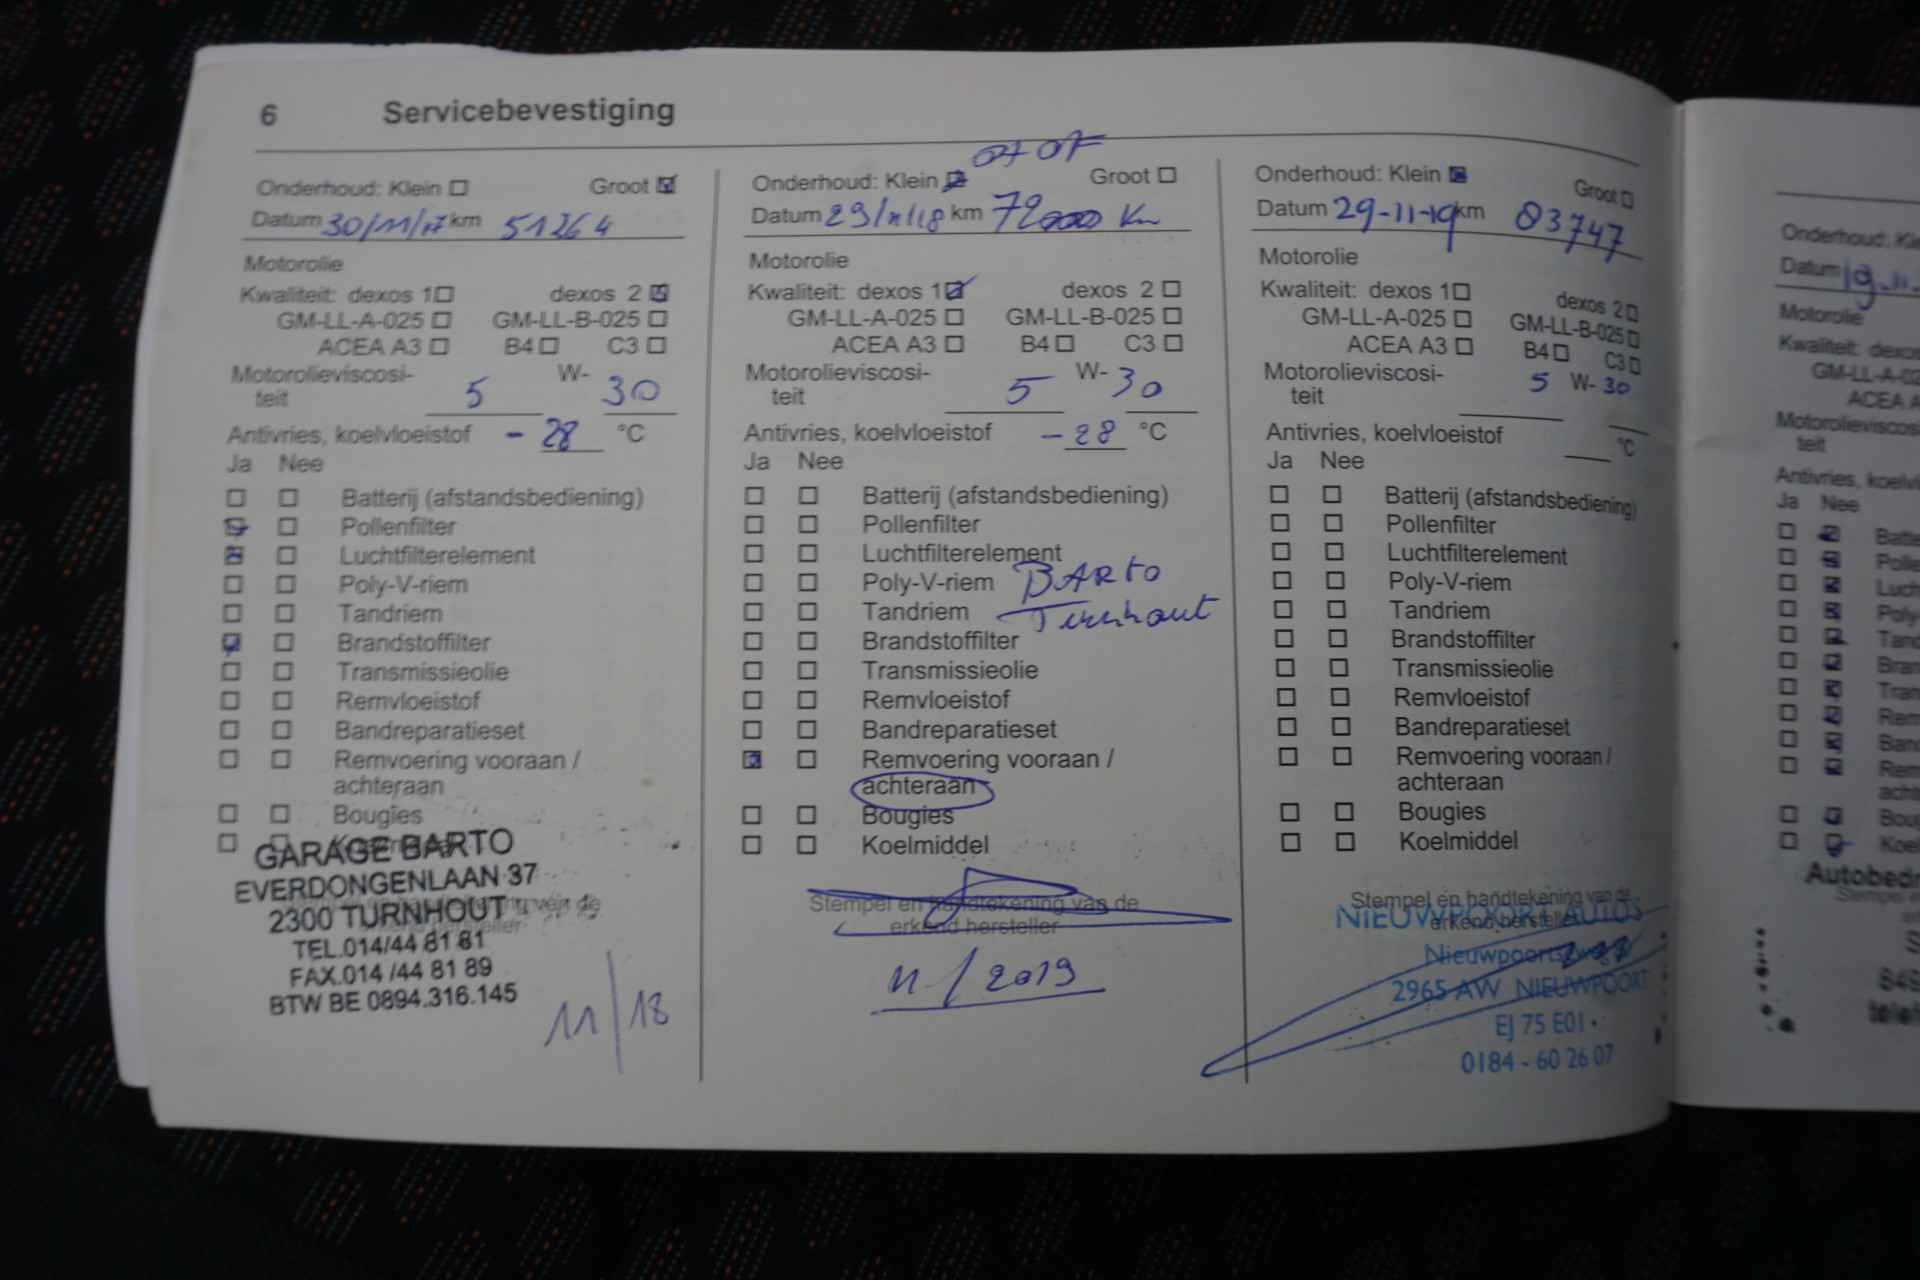 6 Servicebevestiging
Onderhoud: Klein Groot
Datum 30/11/17 km 51264
Motorolie
Kwaliteit: dexos 1 dexos 2
GM-LL-A-025 GM-LL-B-025
ACEA A3 B4 C3
Motorolieviscosi-
teit 5 W- 30
Antivries, koelvloeistof - 28 °C
Ja Nee
Batterij (afstandsbediening)
Pollenfilter
Luchtfilterelement
Poly-V-riem
Tandriem
Brandstoffilter
Transmissieolie
Remvloeistof
Bandreparatieset
Remvoering vooraan /
achteraan
Bougies
GARAGE BARTO
EVERDONGENLAAN 37
2300 TURNHOUT
TEL.014/44 81 81
FAX.014 /44 81 89
BTW BE 0894.316.145
11/18
Onderhoud: Klein Groot
Datum 29/11/18 km 72000 Km
Motorolie
Kwaliteit: dexos 1 dexos 2
GM-LL-A-025 GM-LL-B-025
ACEA A3 B4 C3
Motorolieviscosi-
teit 5 W- 30
Antivries, koelvloeistof - 28 °C
Ja Nee
Batterij (afstandsbediening)
Pollenfilter
Luchtfilterelement
Poly-V-riem BARTO
Tandriem Turnhout
Brandstoffilter
Transmissieolie
Remvloeistof
Bandreparatieset
Remvoering vooraan /
achteraan
Bougies
Koelmiddel
Stempel en handtekening van de
erkend hersteller
11/2019
Onderhoud: Klein Groot
Datum 29-11-19 km 83747
Motorolie
Kwaliteit: dexos 1 dexos 2
GM-LL-A-025 GM-LL-B-025
ACEA A3 B4 C3
Motorolieviscosi-
teit 5 W- 30
Antivries, koelvloeistof °C
Ja Nee
Batterij (afstandsbediening)
Pollenfilter
Luchtfilterelement
Poly-V-riem
Tandriem
Brandstoffilter
Transmissieolie
Remvloeistof
Bandreparatieset
Remvoering vooraan /
achteraan
Bougies
Koelmiddel
Stempel en handtekening van de
erkend hersteller
NIEUWPOORT AUTOS
2965 AW NIEUWPOORT
EJ 75 E01
0184 - 60 26 07
Motorolie
GM-LL-A-02
Motorolieviscosi
teit
Ja Nee